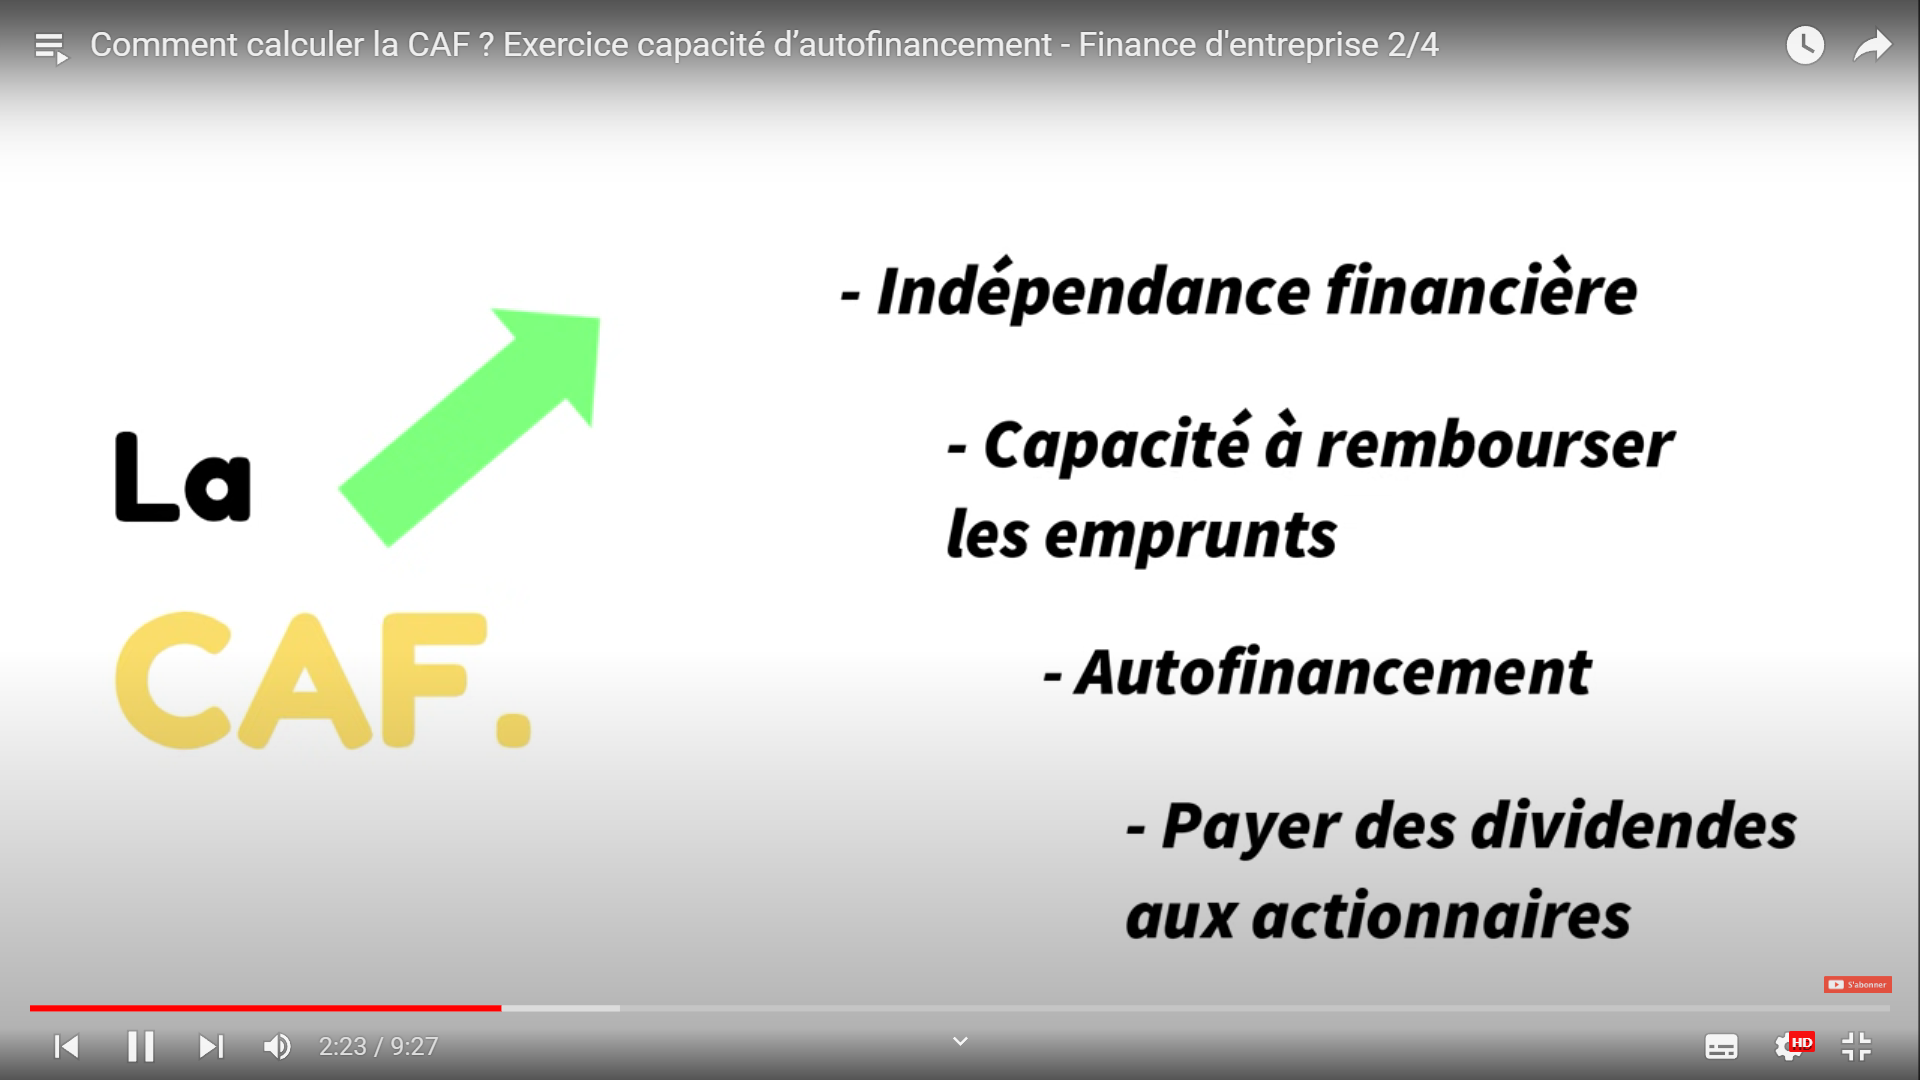 Comment calculer la CAF ? Exercice capacité d’autofinancement - Finance d'entreprise 2/4
- Indépendance financière
- Capacité à rembourser
les emprunts
La
CAF.
- Autofinancement
- Payer des dividendes
aux actionnaires
S'abonner
2:23 / 9:27
HD